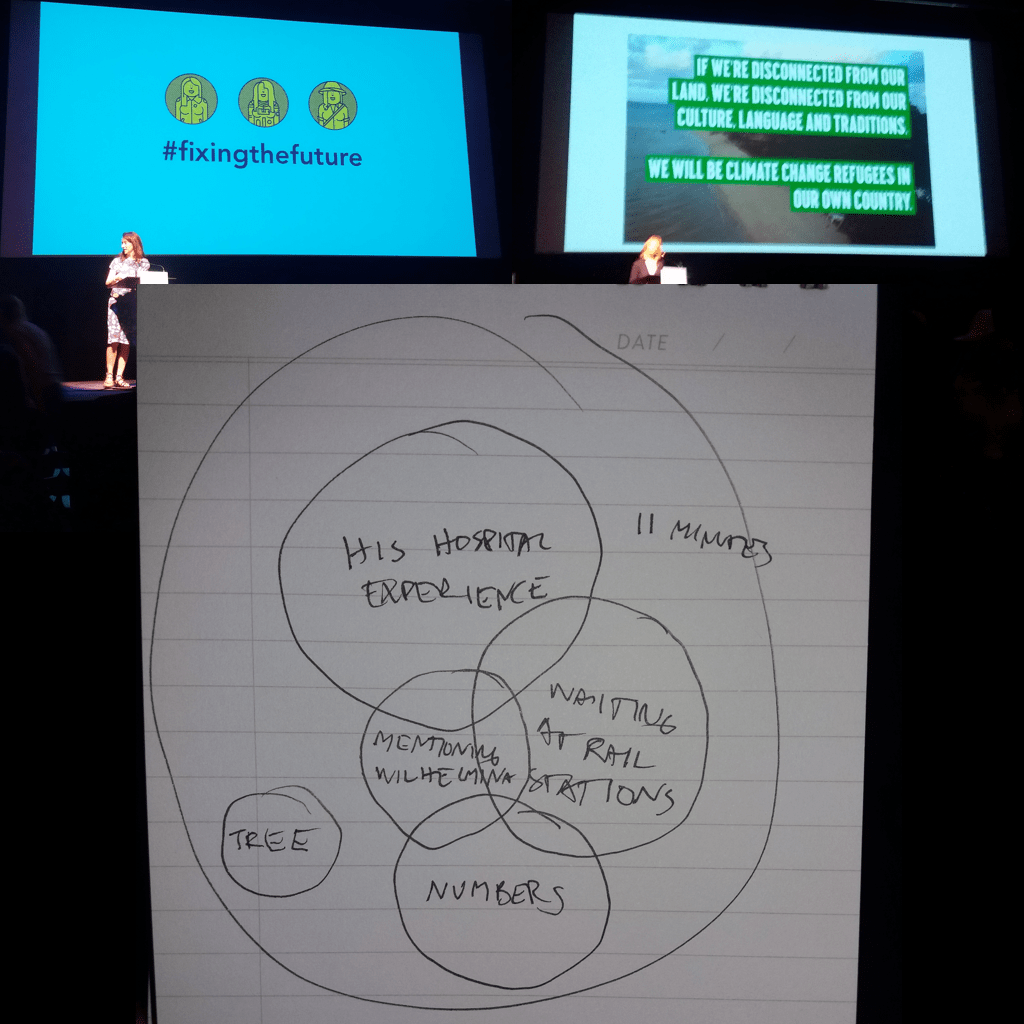 #fixingthefuture
IF WE'RE DISCONNECTED FROM OUR
LAND, WE'RE DISCONNECTED FROM OUR
CULTURE, LANGUAGE AND TRADITIONS.
WE WILL BE CLIMATE CHANGE REFUGEES IN
OUR OWN COUNTRY.
DATE / /
11 MINUTES
HIS HOSPITAL
EXPERIENCE
WAITING
AT RAIL
STATIONS
MENTIONING
WILHELMINA
TREE
NUMBERS